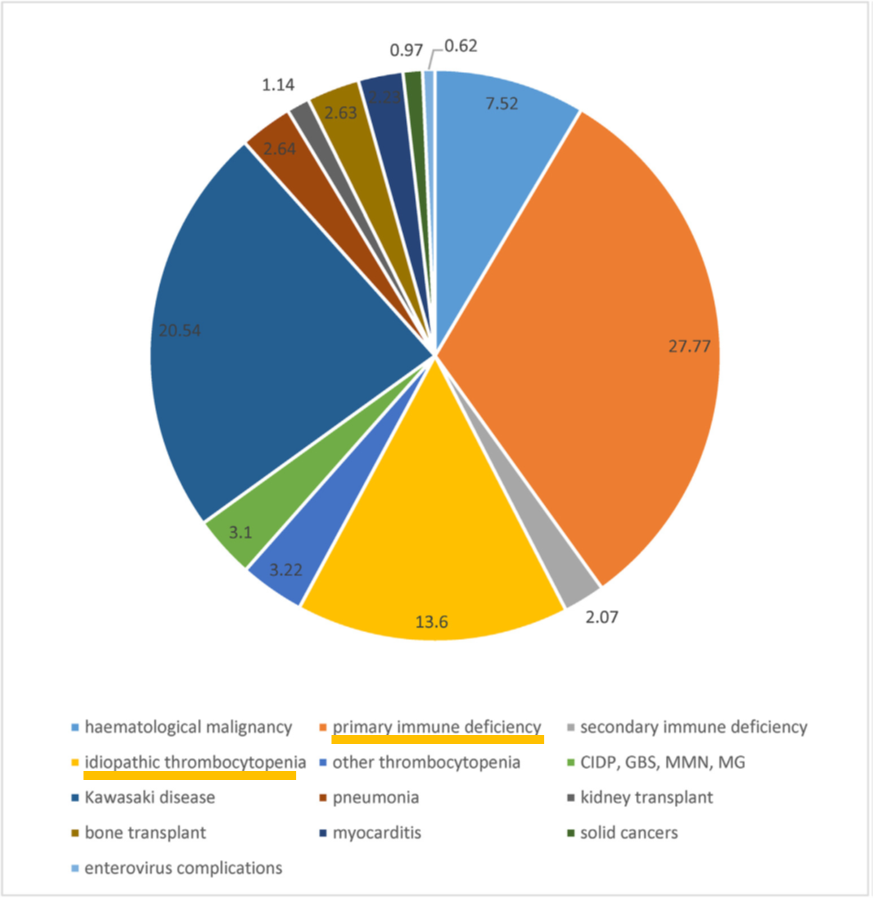 0.97
0.62
1.14
7.52
2.63
2.64
20.54
27.77
3.1
3.22
13.6
2.07
haematological malignancy
primary immune deficiency
secondary immune deficiency
idiopathic thrombocytopenia
other thrombocytopenia
CIDP, GBS, MMN, MG
Kawasaki disease
pneumonia
kidney transplant
bone transplant
myocarditis
solid cancers
enterovirus complications